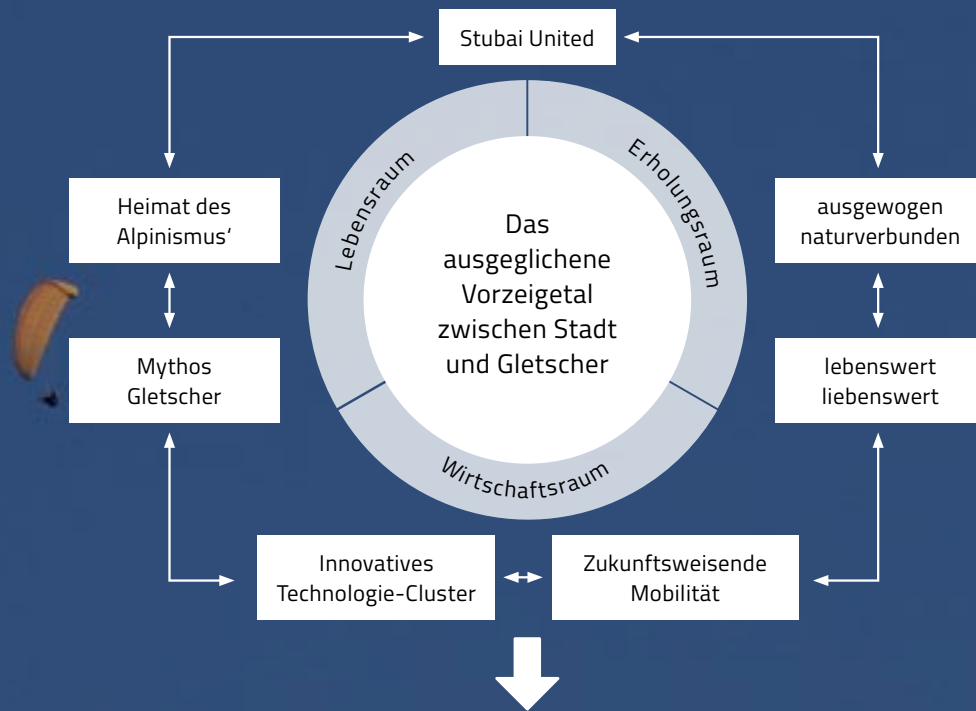 Stubai United
Lebensraum
Erholungsraum
Heimat des
Alpinismus‘
ausgewogen
naturverbunden
Das
ausgeglichene
Vorzeigetal
zwischen Stadt
und Gletscher
Mythos
Gletscher
lebenswert
liebenswert
Wirtschaftsraum
Innovatives
Technologie-Cluster
Zukunftsweisende
Mobilität